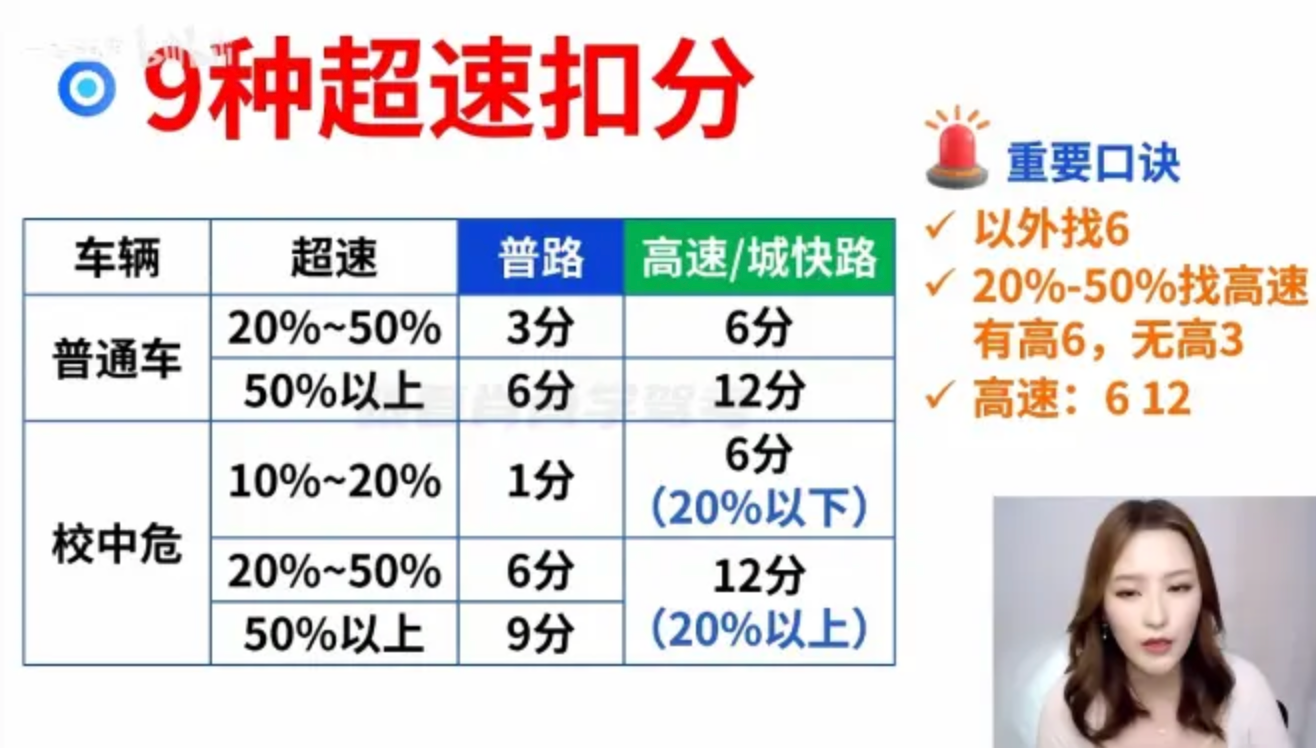 9种超速扣分
重要口诀
以外找6
20%-50%找高速
有高6，无高3
高速：6 12
车辆 超速 普路 高速/城快路
普通车 20%~50% 3分 6分
50%以上 6分 12分
校中危 10%~20% 1分 6分
（20%以下）
20%~50% 6分 12分
（20%以上）
50%以上 9分
bilibili